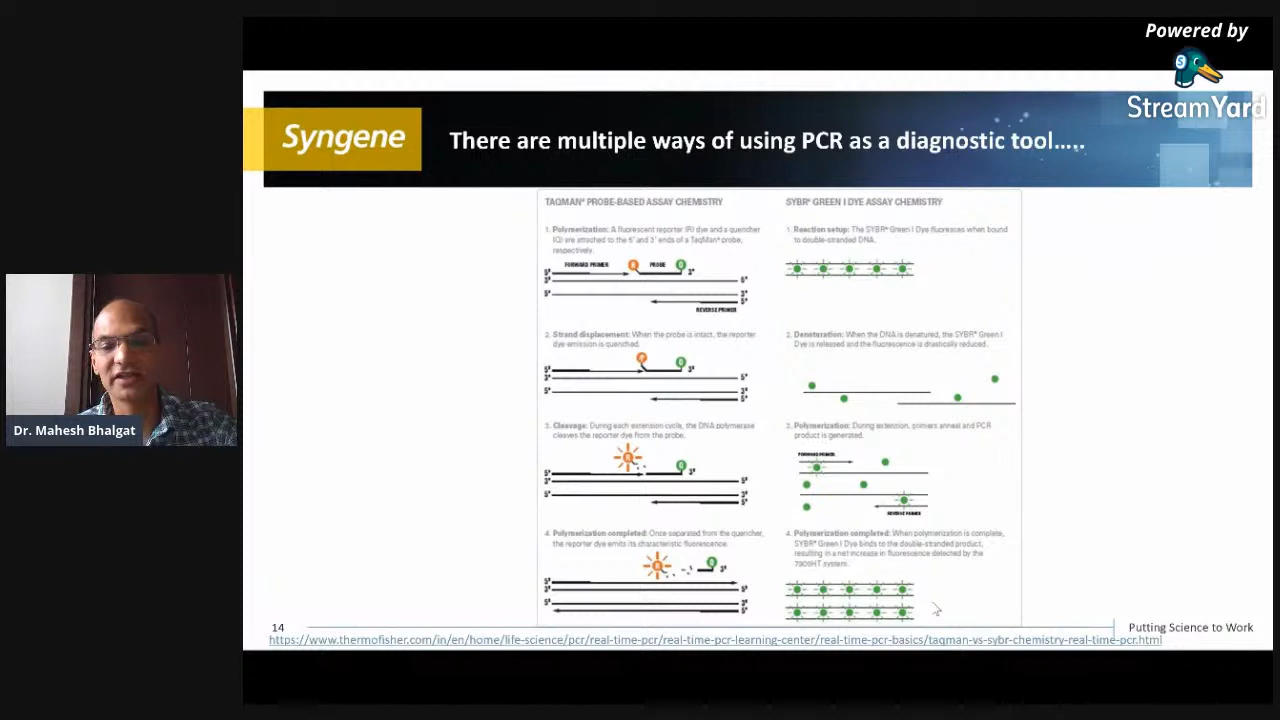 Powered by
StreamYard
Syngene
There are multiple ways of using PCR as a diagnostic tool.....
TAQMAN® PROBE-BASED ASSAY CHEMISTRY
1. Polymerization: A fluorescent reporter (R) dye and a quencher
(Q) are attached to the 5' and 3' ends of a TaqMan® probe,
respectively.
FORWARD PRIMER
R
PROBE
Q
REVERSE PRIMER
2. Strand displacement: When the probe is intact, the reporter
dye emission is quenched.
3. Cleavage: During each extension cycle, the DNA polymerase
cleaves the reporter dye from the probe.
4. Polymerization completed: Once separated from the quencher,
the reporter dye emits its characteristic fluorescence.
SYBR® GREEN I DYE ASSAY CHEMISTRY
1. Reaction setup: The SYBR® Green I Dye fluoresces when bound
to double-stranded DNA.
2. Denaturation: When the DNA is denatured, the SYBR® Green I
Dye is released and the fluorescence is drastically reduced.
3. Polymerization: During extension, primers anneal and PCR
product is generated.
FORWARD PRIMER
REVERSE PRIMER
4. Polymerization completed: When polymerization is complete,
SYBR® Green I Dye binds to the double-stranded product,
resulting in a net increase in fluorescence detected by the
7900HT system.
Dr. Mahesh Bhalgat
14
Putting Science to Work
https://www.thermofisher.com/in/en/home/life-science/pcr/real-time-pcr/real-time-pcr-learning-center/real-time-pcr-basics/taqman-vs-sybr-chemistry-real-time-pcr.html